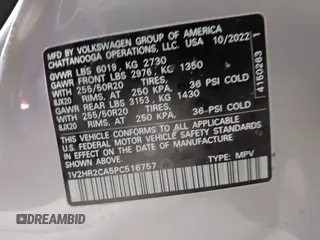 MFD BY VOLKSWAGEN GROUP OF AMERICA
CHATTANOOGA OPERATIONS, LLC. USA 10/2022
GVWR LBS 6019, KG 2730
GAWR FRONT LBS 2976, KG 1350
WITH 255/50R20 TIRES,
8JX20 RIMS, AT 250 KPA. 36 PSI COLD
GAWR REAR LBS 3153, KG 1430
WITH 255/50R20 TIRES,
8JX20 RIMS, AT 250 KPA. 36 PSI COLD
THIS VEHICLE CONFORMS TO ALL APPLICABLE
U.S. FEDERAL MOTOR VEHICLE SAFETY
STANDARDS IN EFFECT ON THE DATE OF
MANUFACTURE SHOWN ABOVE.
1V2HR2CA5PC516757 TYPE: MPV
4150263 1
DREAMBID